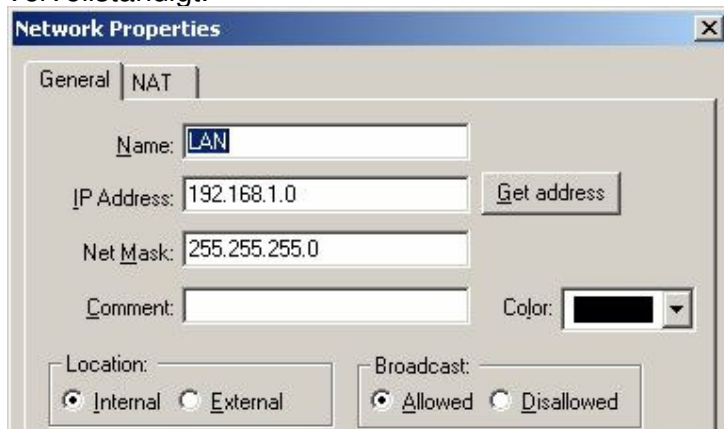 vervollständigt.
Network Properties
General NAT
Name: LAN
IP Address: 192.168.1.0 Get address
Net Mask: 255.255.255.0
Comment: Color:
Location: Broadcast:
Internal External Allowed Disallowed